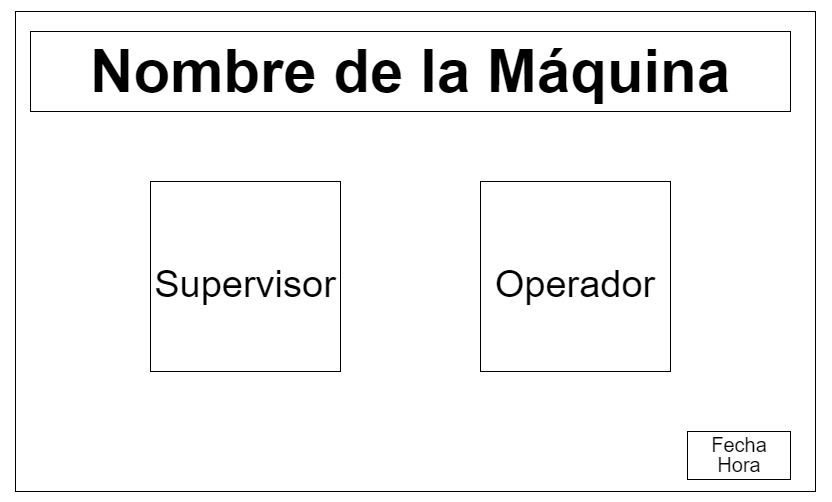 Nombre de la Máquina
Supervisor
Operador
Fecha
Hora